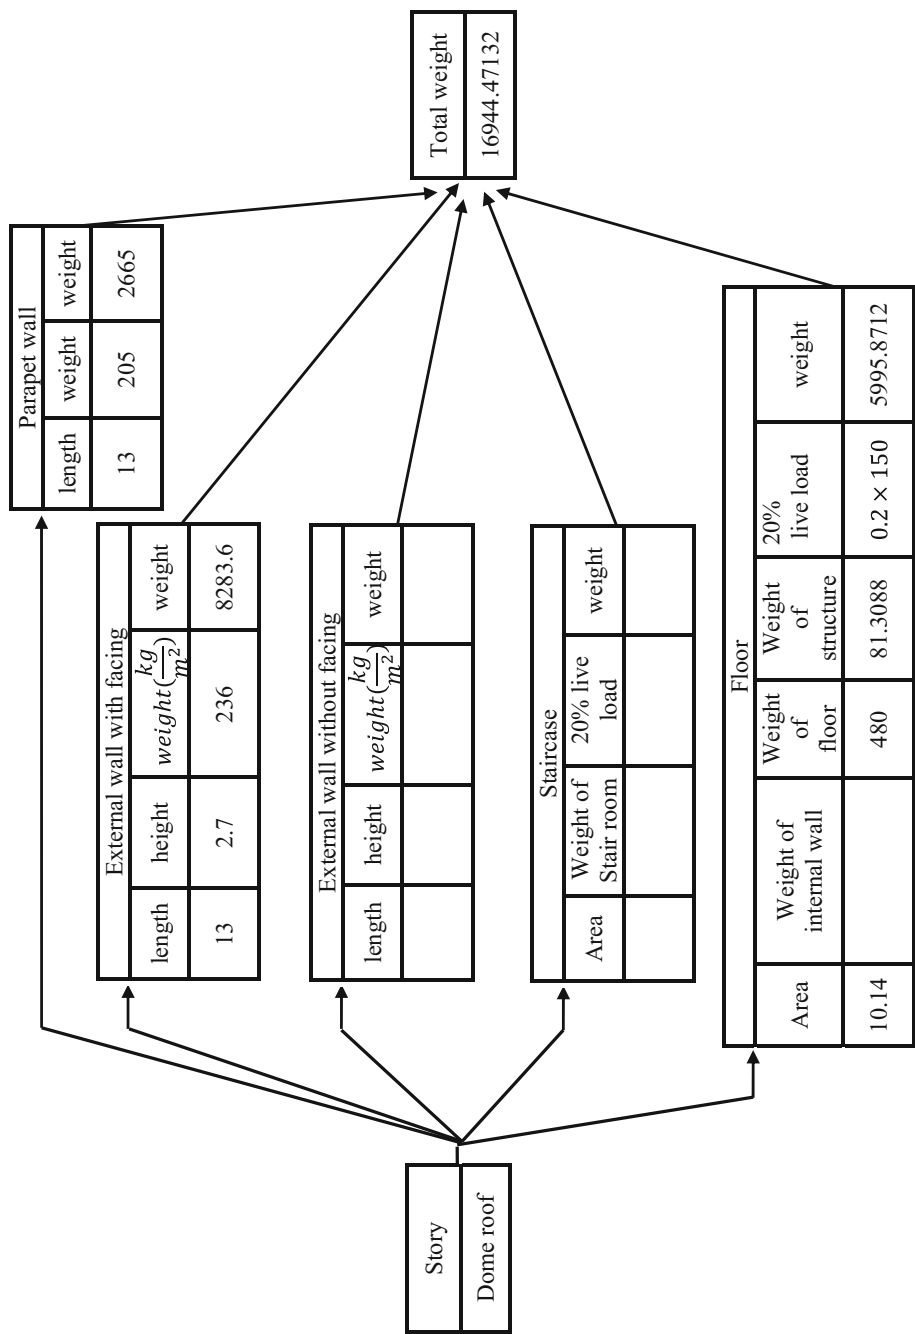 Story
Dome roof
Parapet wall
length weight weight
13 205 2665
External wall with facing
length height weight(kg/m²) weight
13 2.7 236 8283.6
External wall without facing
length height weight(kg/m²) weight
Staircase
Area Weight of Stair room 20% live load weight
Floor
Area Weight of internal wall Weight of floor Weight of structure 20% live load weight
10.14 480 81.3088 0.2 × 150 5995.8712
Total weight
16944.47132